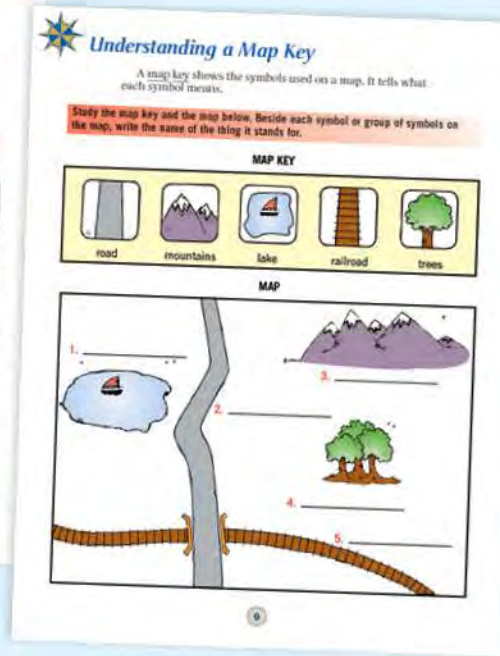 Understanding a Map Key
A map key shows the symbols used on a map. It tells what
each symbol means.
Study the map key and the map below. Beside each symbol or group of symbols on
the map, write the name of the thing it stands for.
MAP KEY
road mountains lake railroad trees
MAP
1.
3.
2.
4.
5.
9